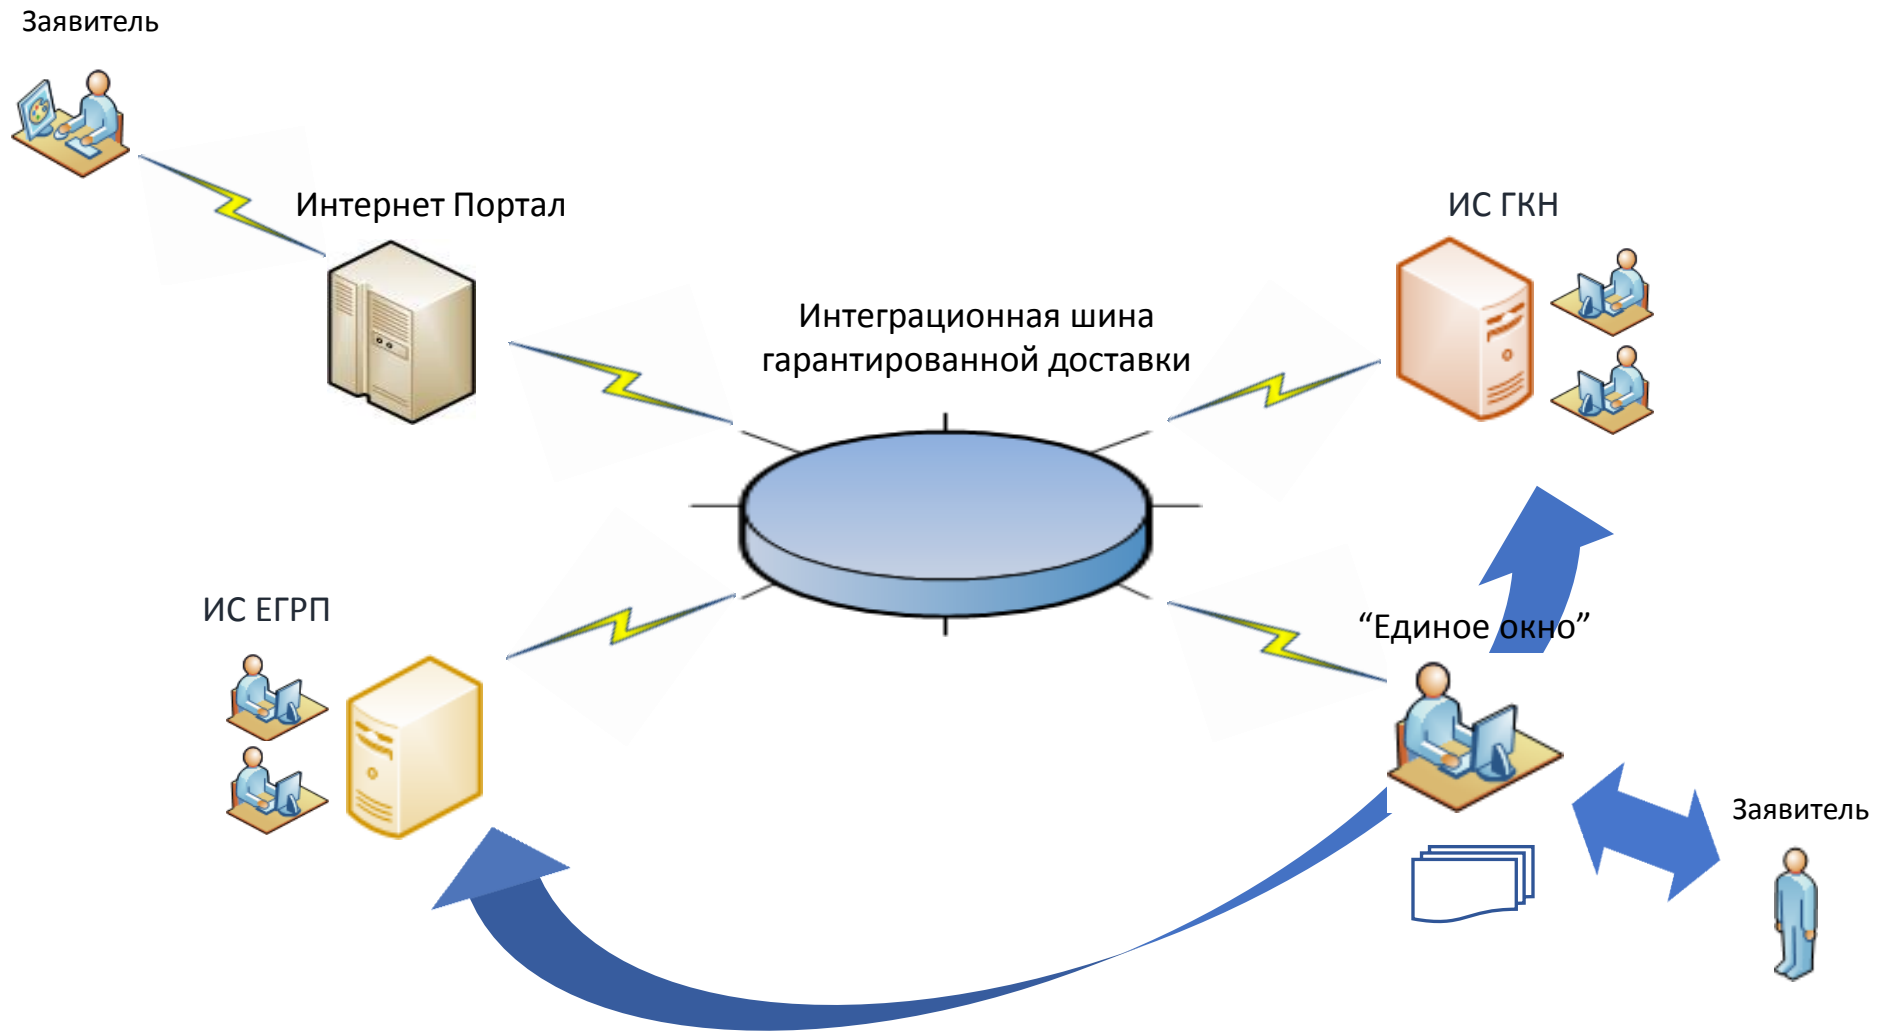 Заявитель
Интернет Портал
ИС ГКН
Интеграционная шина
гарантированной доставки
ИС ЕГРП
“Единое окно”
Заявитель